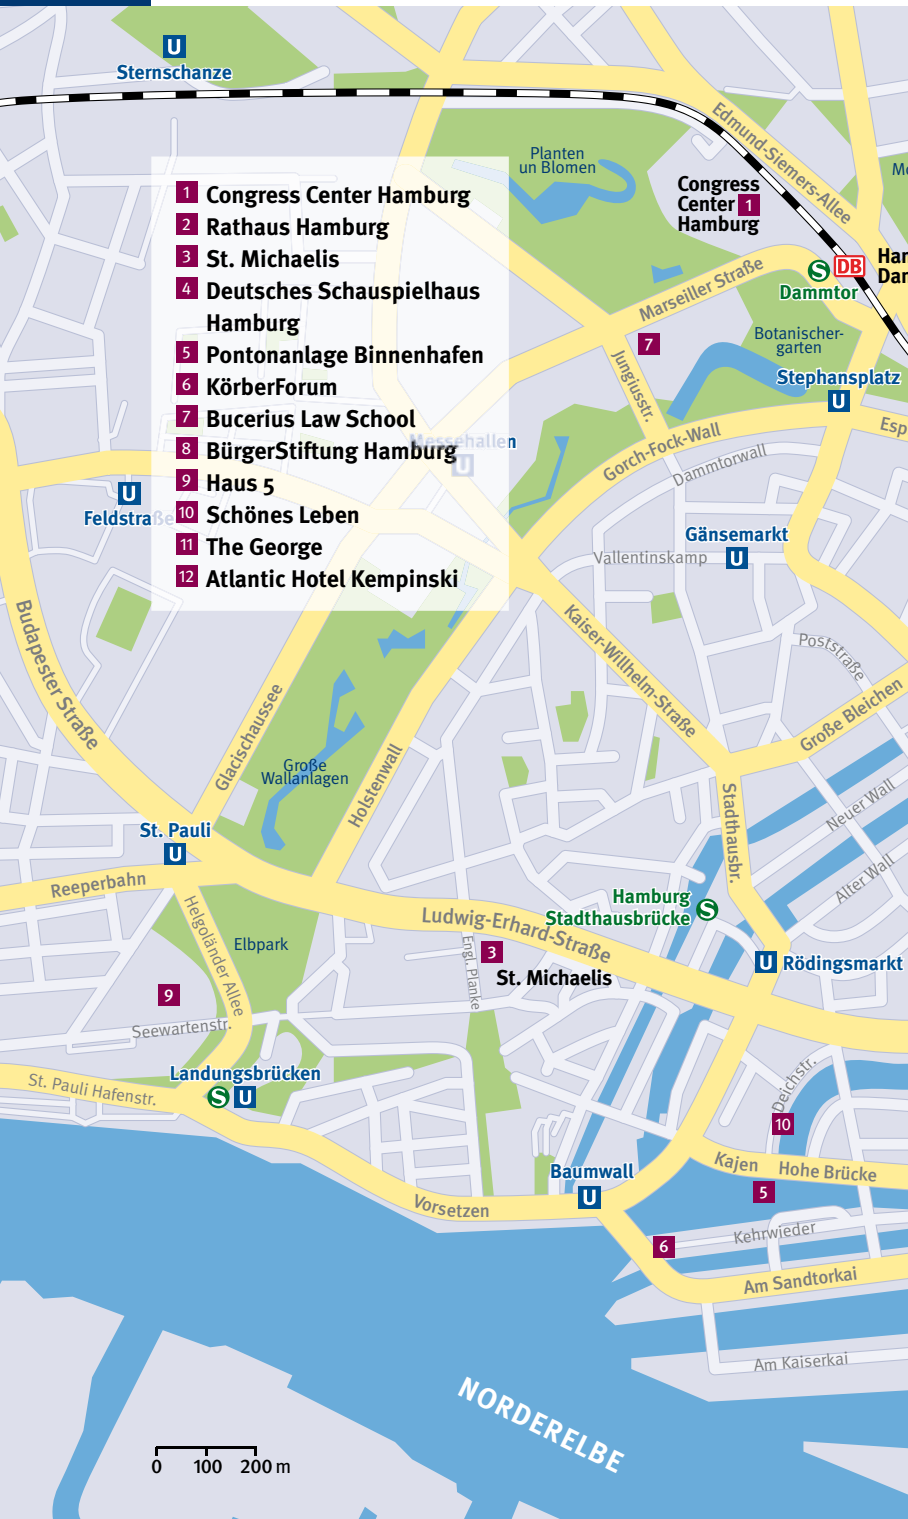 U
Sternschanze
Planten
un Blomen
Edmund-Siemers-Allee
Congress
Center 1
Hamburg
1 Congress Center Hamburg
2 Rathaus Hamburg
3 St. Michaelis
4 Deutsches Schauspielhaus
Hamburg
5 Pontonanlage Binnenhafen
6 KörberForum
7 Bucerius Law School
8 BürgerStiftung Hamburg
9 Haus 5
10 Schönes Leben
11 The George
12 Atlantic Hotel Kempinski
S DB
Dammtor
Marseiller Straße
7
Botanischer-
garten
Jungiusstr.
Stephansplatz
U
Messehallen
U
Gorch-Fock-Wall
Dammtorwall
U
Feldstraße
Gänsemarkt
U
Vallentinskamp
Budapester Straße
Kaiser-Willhelm-Straße
Poststraße
Große Bleichen
Glacischaussee
Große
Wallanlagen
Holstenwall
Stadthausbr.
Neuer Wall
Alter Wall
St. Pauli
U
Reeperbahn
Helgoländer Allee
Elbpark
Ludwig-Erhard-Straße
Hamburg
Stadthausbrücke S
Engl. Planke
3
St. Michaelis
U Rödingsmarkt
9
Seewartenstr.
Landungsbrücken
S U
St. Pauli Hafenstr.
Deichstr.
10
Kajen
Hohe Brücke
Baumwall
U
5
Vorsetzen
6
Kehrwieder
Am Sandtorkai
Am Kaiserkai
NORDERELBE
0 100 200 m